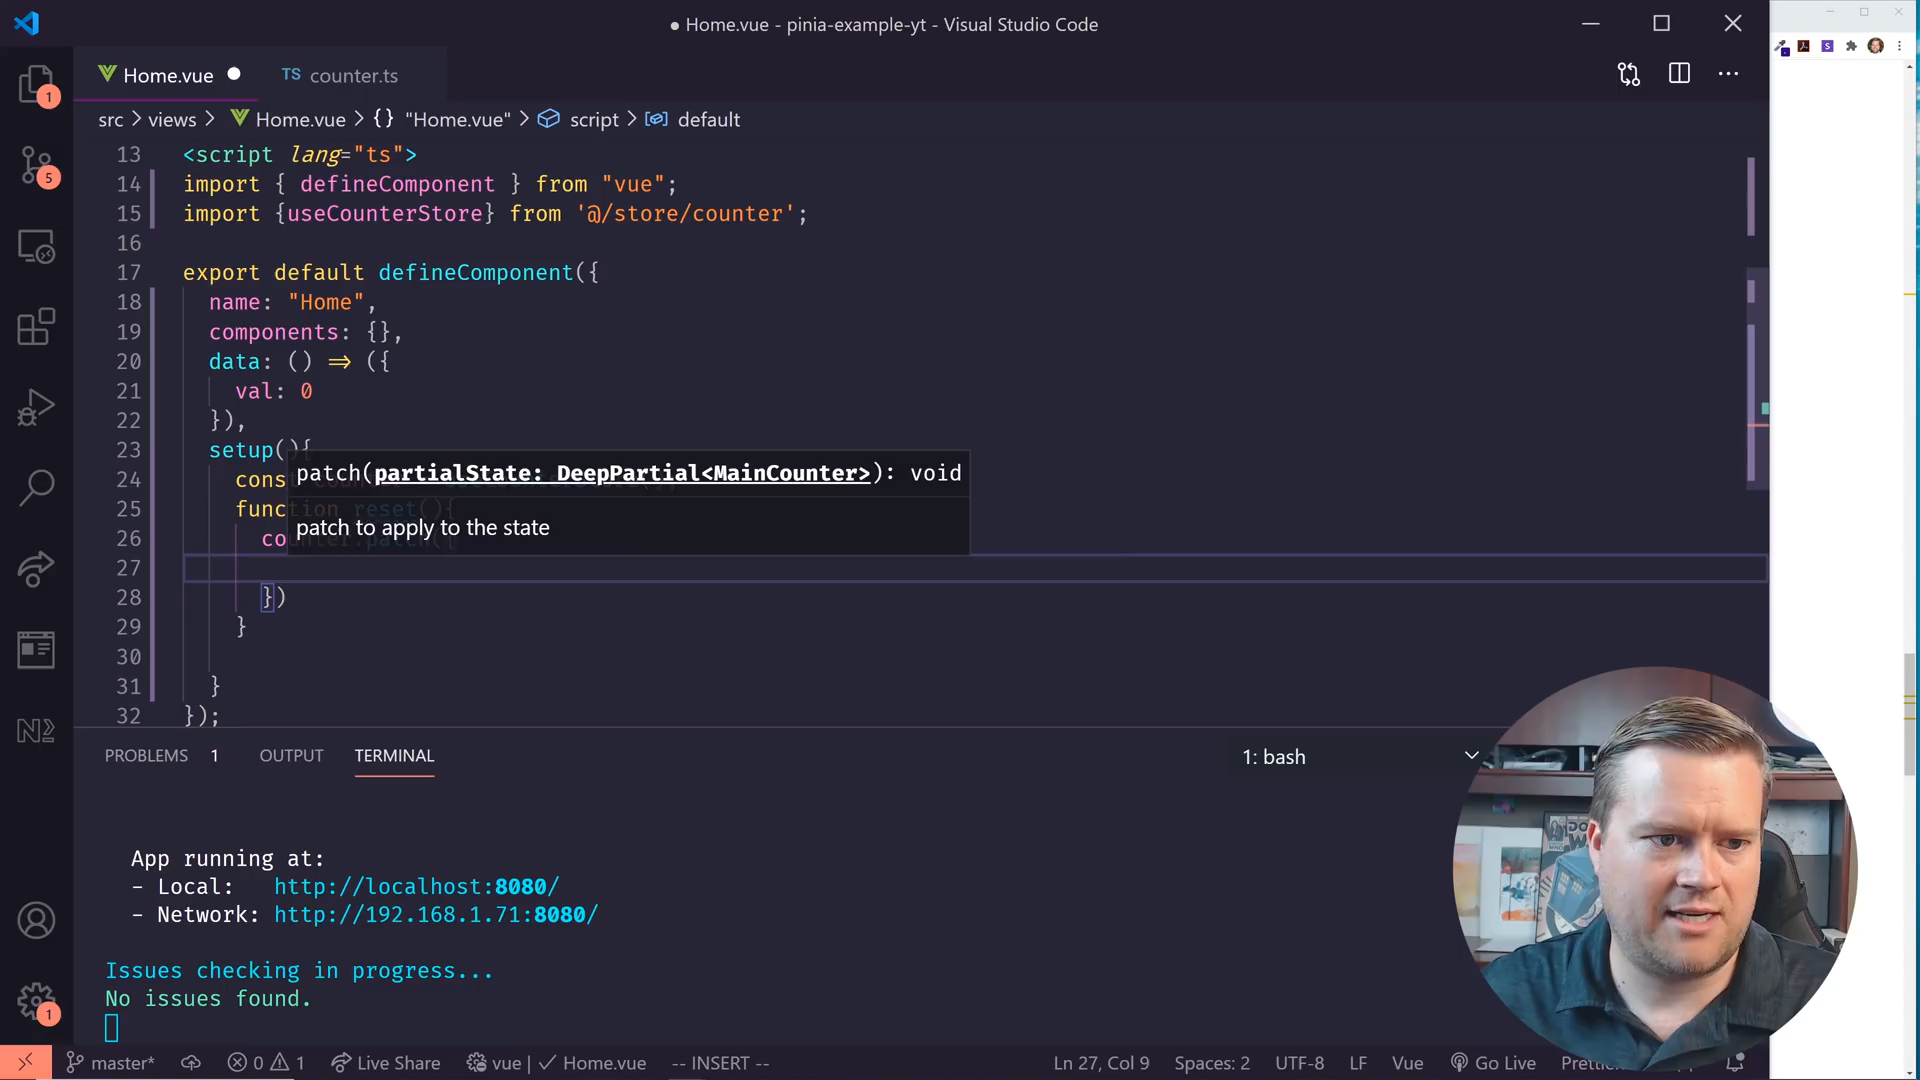 ● Home.vue - pinia-example-yt - Visual Studio Code
Home.vue
TS counter.ts
src > views > Home.vue > {} "Home.vue" > script > default
13 <script lang="ts">
14 import { defineComponent } from "vue";
15 import {useCounterStore} from '@/store/counter';
16
17 export default defineComponent({
18 name: "Home",
19 components: {},
20 data: () => ({
21 val: 0
22 }),
23 setup(){
patch(partialState: DeepPartial<MainCounter>): void
24 cons
25 function reset(){
patch to apply to the state
26 counter.patch({
27
28 })
29 }
30
31 }
32 });
1
5
1
PROBLEMS 1 OUTPUT TERMINAL
1: bash
App running at:
- Local: http://localhost:8080/
- Network: http://192.168.1.71:8080/
Issues checking in progress...
No issues found.
master* 0 1 Live Share vue | ✓ Home.vue -- INSERT --
Ln 27, Col 9 Spaces: 2 UTF-8 LF Vue Go Live